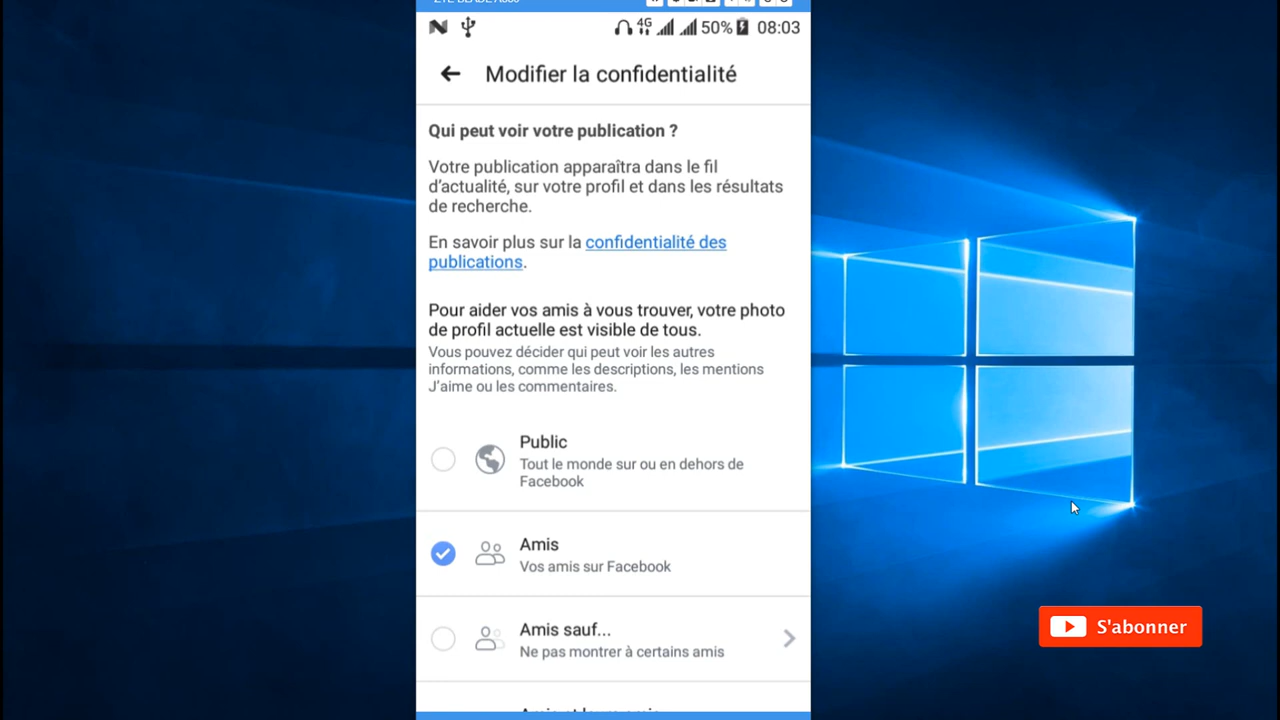 4G 50% 08:03
Modifier la confidentialité
Qui peut voir votre publication ?
Votre publication apparaîtra dans le fil
d'actualité, sur votre profil et dans les résultats
de recherche.
En savoir plus sur la confidentialité des
publications.
Pour aider vos amis à vous trouver, votre photo
de profil actuelle est visible de tous.
Vous pouvez décider qui peut voir les autres
informations, comme les descriptions, les mentions
J'aime ou les commentaires.
Public
Tout le monde sur ou en dehors de
Facebook
Amis
Vos amis sur Facebook
Amis sauf...
Ne pas montrer à certains amis
S'abonner